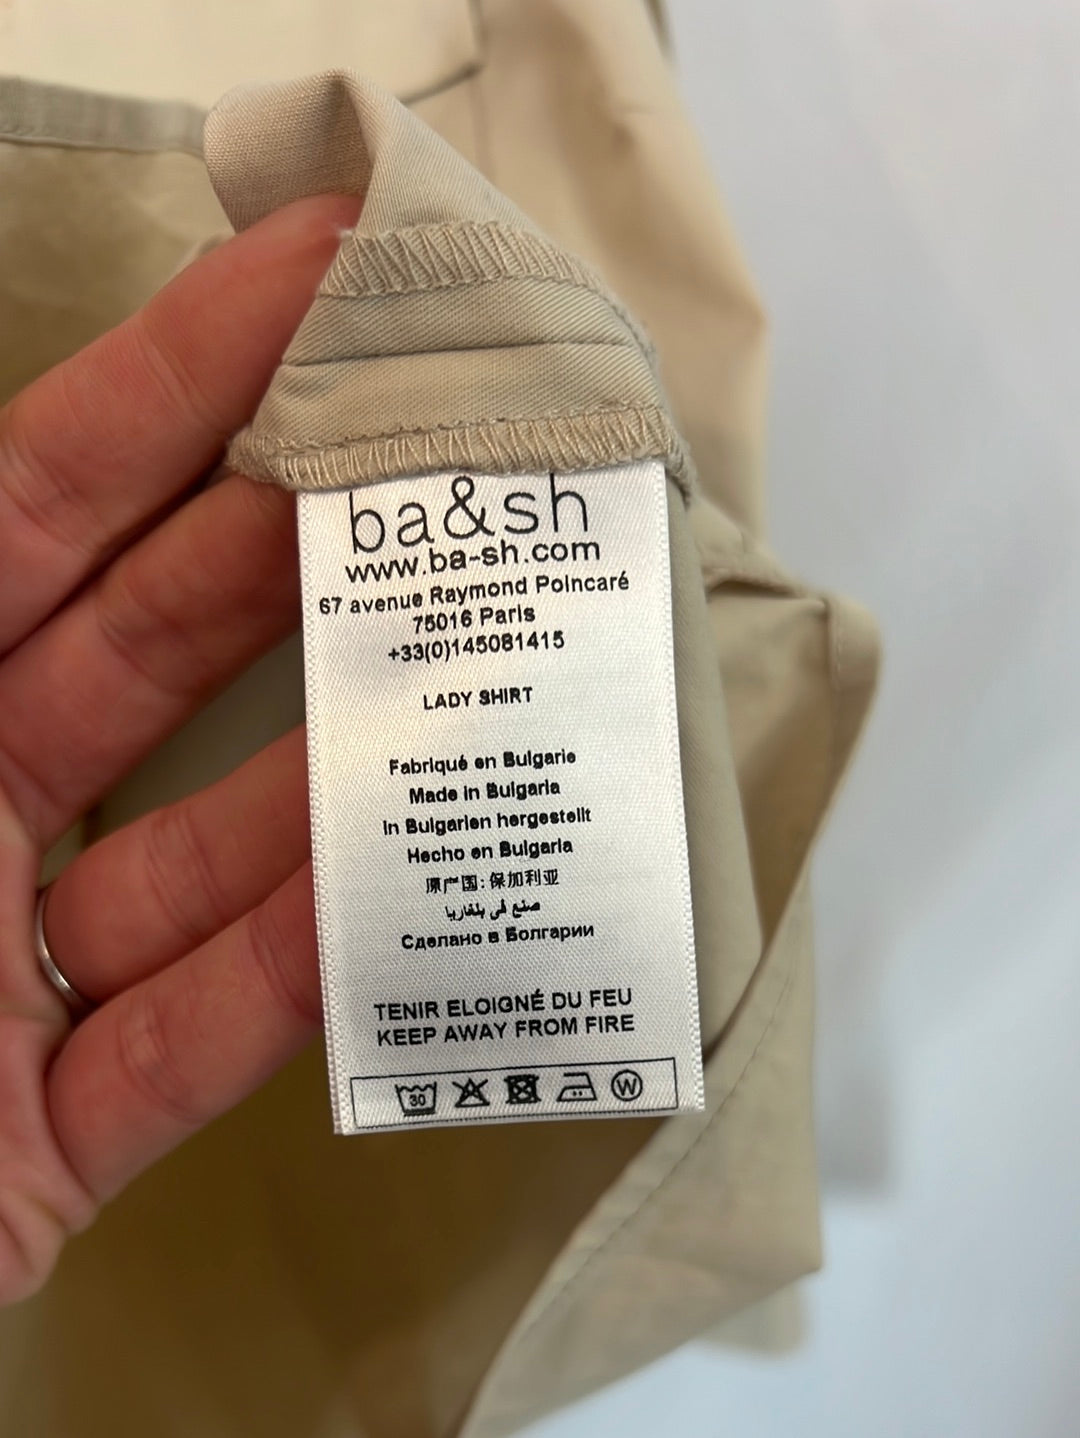 ba&sh
www.ba-sh.com
67 avenue Raymond Poincaré
75016 Paris
+33(0)145081415
LADY SHIRT
Fabriqué en Bulgarie
Made in Bulgaria
In Bulgarien hergestellt
Hecho en Bulgaria
原产国:保加利亚
صنع في بلغاريا
Сделано в Болгарии
TENIR ELOIGNÉ DU FEU
KEEP AWAY FROM FIRE
30 W